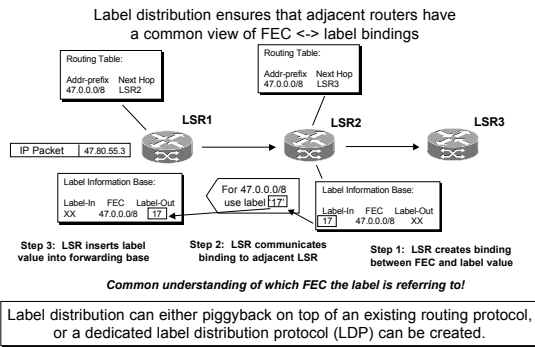 Label distribution ensures that adjacent routers have
a common view of FEC <-> label bindings
Routing Table:
Addr-prefix Next Hop
47.0.0.0/8 LSR2
Routing Table:
Addr-prefix Next Hop
47.0.0.0/8 LSR3
LSR1
LSR2
LSR3
IP Packet 47.80.55.3
Label Information Base:
Label-In FEC Label-Out
XX 47.0.0.0/8 17
For 47.0.0.0/8
use label '17'
Label Information Base:
Label-In FEC Label-Out
17 47.0.0.0/8 XX
Step 3: LSR inserts label
value into forwarding base
Step 2: LSR communicates
binding to adjacent LSR
Step 1: LSR creates binding
between FEC and label value
Common understanding of which FEC the label is referring to!
Label distribution can either piggyback on top of an existing routing protocol,
or a dedicated label distribution protocol (LDP) can be created.